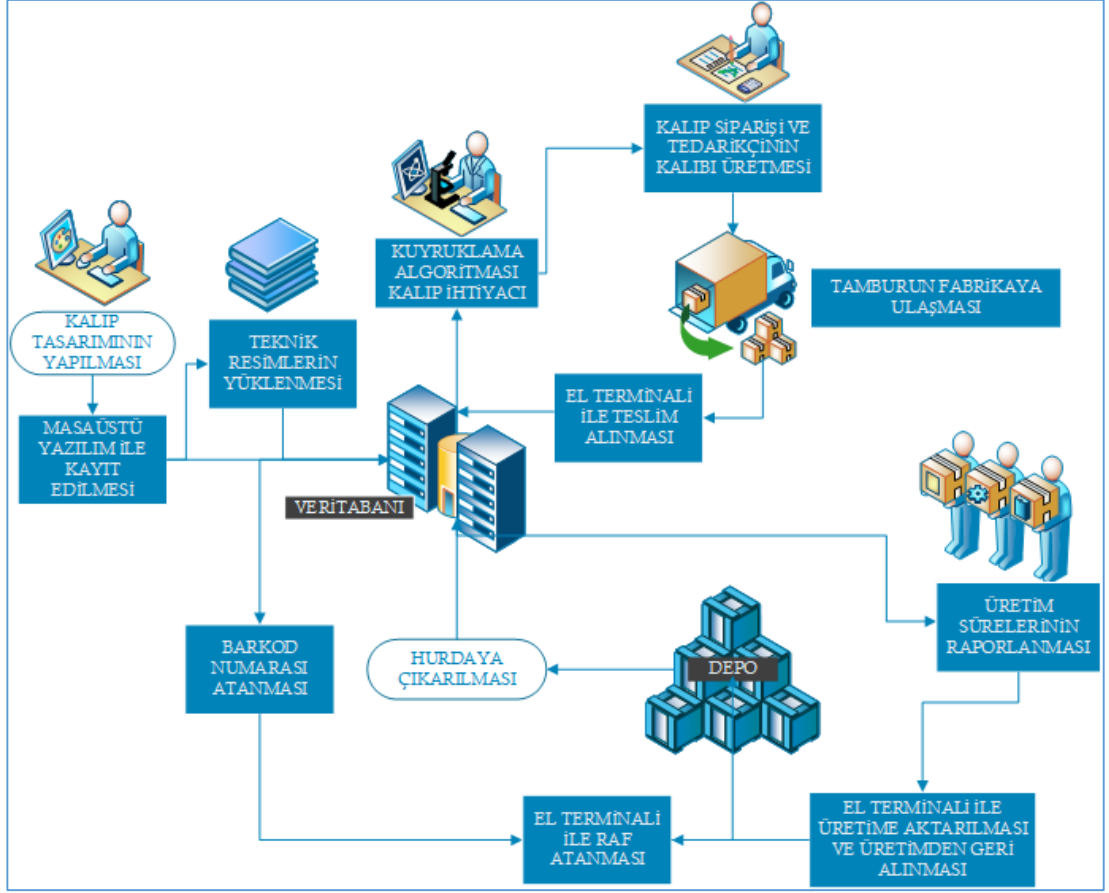 KALIP SİPARİŞİ VE
TEDARİKÇİNİN
KALIBI ÜRETMESİ
KUYRUKLAMA
ALGORİTMASI
KALIP İHTİYACI
TAMBURUN FABRİKAYA
ULAŞMASI
KALIP
TASARIMININ
YAPILMASI
TEKNİK
RESİMLERİN
YÜKLENMESİ
EL TERMİNALİ
İLE TESLİM
ALINMASI
MASAÜSTÜ
YAZILIM İLE
KAYIT
EDİLMESİ
VERİTABANI
ÜRETİM
SÜRELERİNİN
RAPORLANMASI
BARKOD
NUMARASI
ATANMASI
HURDAYA
ÇIKARILMASI
DEPO
EL TERMİNALİ
İLE RAF
ATANMASI
EL TERMİNALİ İLE
ÜRETİME AKTARILMASI
VE ÜRETİMDEN GERİ
ALINMASI